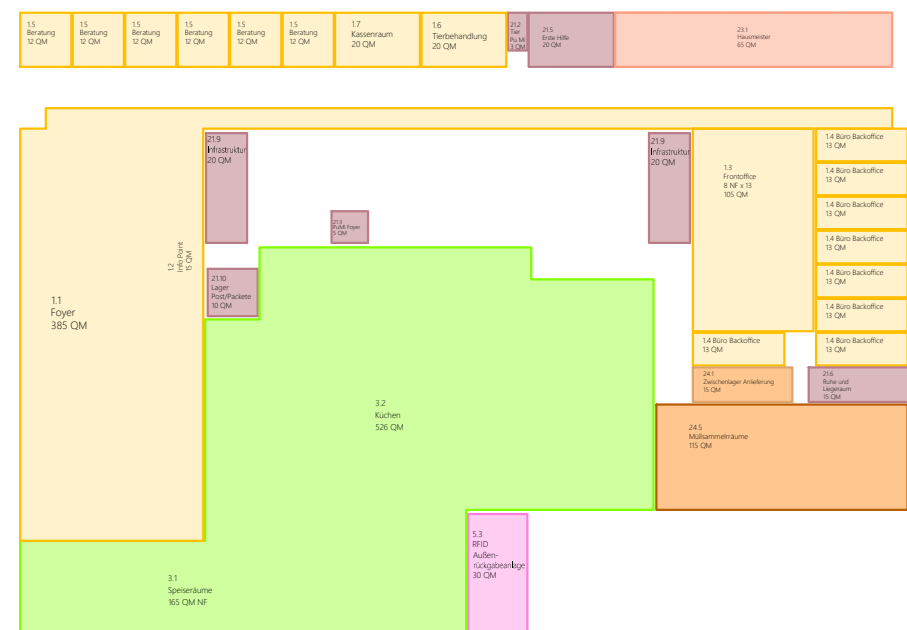 1.5
Beratung
12 QM
1.5
Beratung
12 QM
1.5
Beratung
12 QM
1.5
Beratung
12 QM
1.5
Beratung
12 QM
1.5
Beratung
12 QM
1.7
Kassenraum
20 QM
1.6
Tierbehandlung
20 QM
21.2
Tier
Pu Mi
3 QM
21.5
Erste Hilfe
20 QM
23.1
Hausmeister
65 QM
21.9
Infrastruktur
20 QM
21.9
Infrastruktur
20 QM
1.3
Frontoffice
8 NF x 13
105 QM
1.4 Büro Backoffice
13 QM
1.4 Büro Backoffice
13 QM
1.4 Büro Backoffice
13 QM
1.4 Büro Backoffice
13 QM
1.4 Büro Backoffice
13 QM
1.4 Büro Backoffice
13 QM
1.4 Büro Backoffice
13 QM
1.4 Büro Backoffice
13 QM
21.3
PuMi Foyer
5 QM
1.2
Info Point
15 QM
21.10
Lager
Post/Packete
10 QM
1.1
Foyer
385 QM
24.1
Zwischenlager Anlieferung
15 QM
21.6
Ruhe und
Liegeraum
15 QM
3.2
Küchen
526 QM
24.5
Müllsammelrräume
115 QM
5.3
RFID
Außen-
rückgabeanlage
30 QM
3.1
Speiseräume
165 QM NF